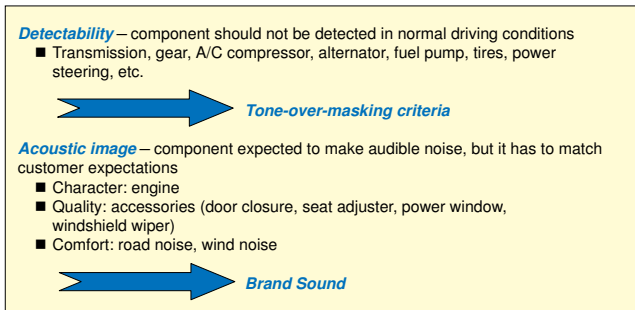 Detectability – component should not be detected in normal driving conditions
■ Transmission, gear, A/C compressor, alternator, fuel pump, tires, power
steering, etc.
Tone-over-masking criteria
Acoustic image – component expected to make audible noise, but it has to match
customer expectations
■ Character: engine
■ Quality: accessories (door closure, seat adjuster, power window,
windshield wiper)
■ Comfort: road noise, wind noise
Brand Sound